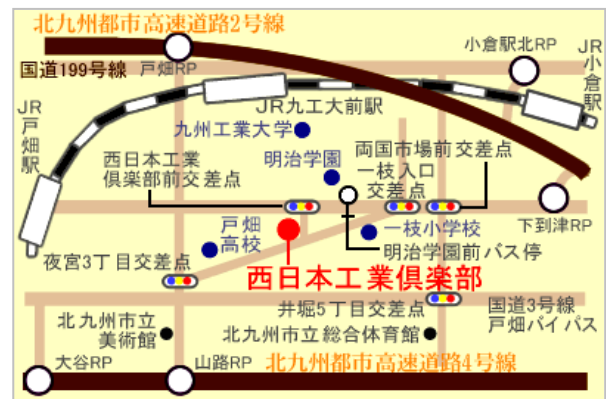 北九州都市高速道路2号線
小倉駅北RP
JR小倉駅
国道199号線
戸畑RP
JR九工大前駅
JR戸畑駅
九州工業大学
西日本工業
倶楽部前交差点
明治学園
両国市場前交差点
一枝入口
交差点
戸畑
高校
一枝小学校
下到津RP
明治学園前バス停
夜宮3丁目交差点
西日本工業倶楽部
井堀5丁目交差点
国道3号線
戸畑バイパス
北九州市立
美術館
北九州市立総合体育館
大谷RP
山路RP
北九州都市高速道路4号線